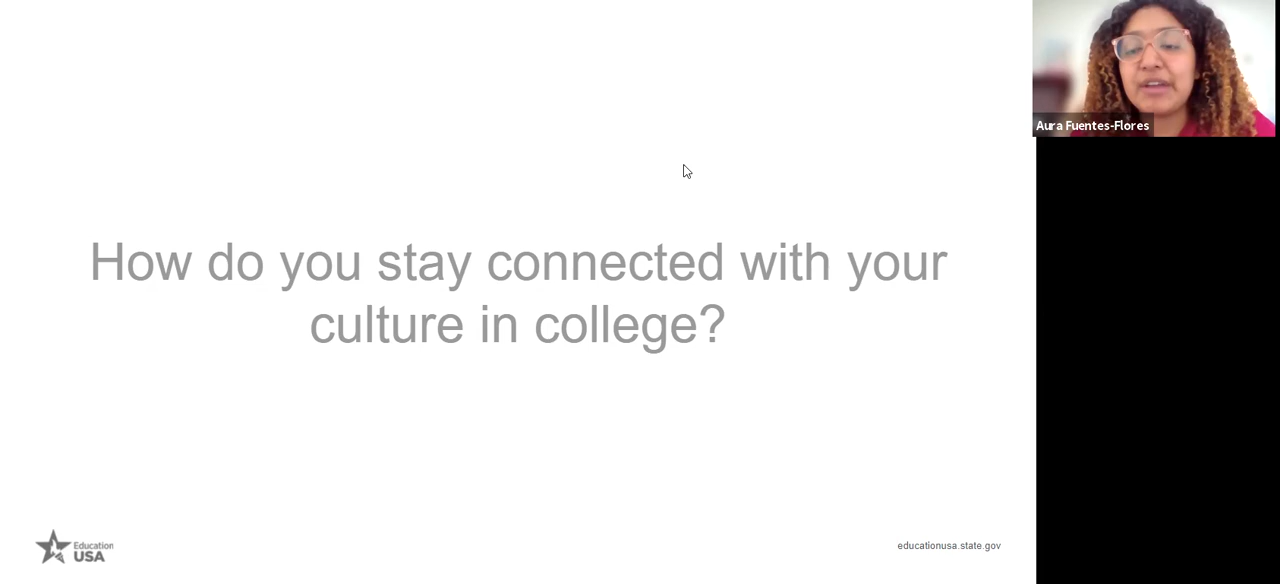 Aura Fuentes-Flores
How do you stay connected with your
culture in college?
Education
USA
educationusa.state.gov